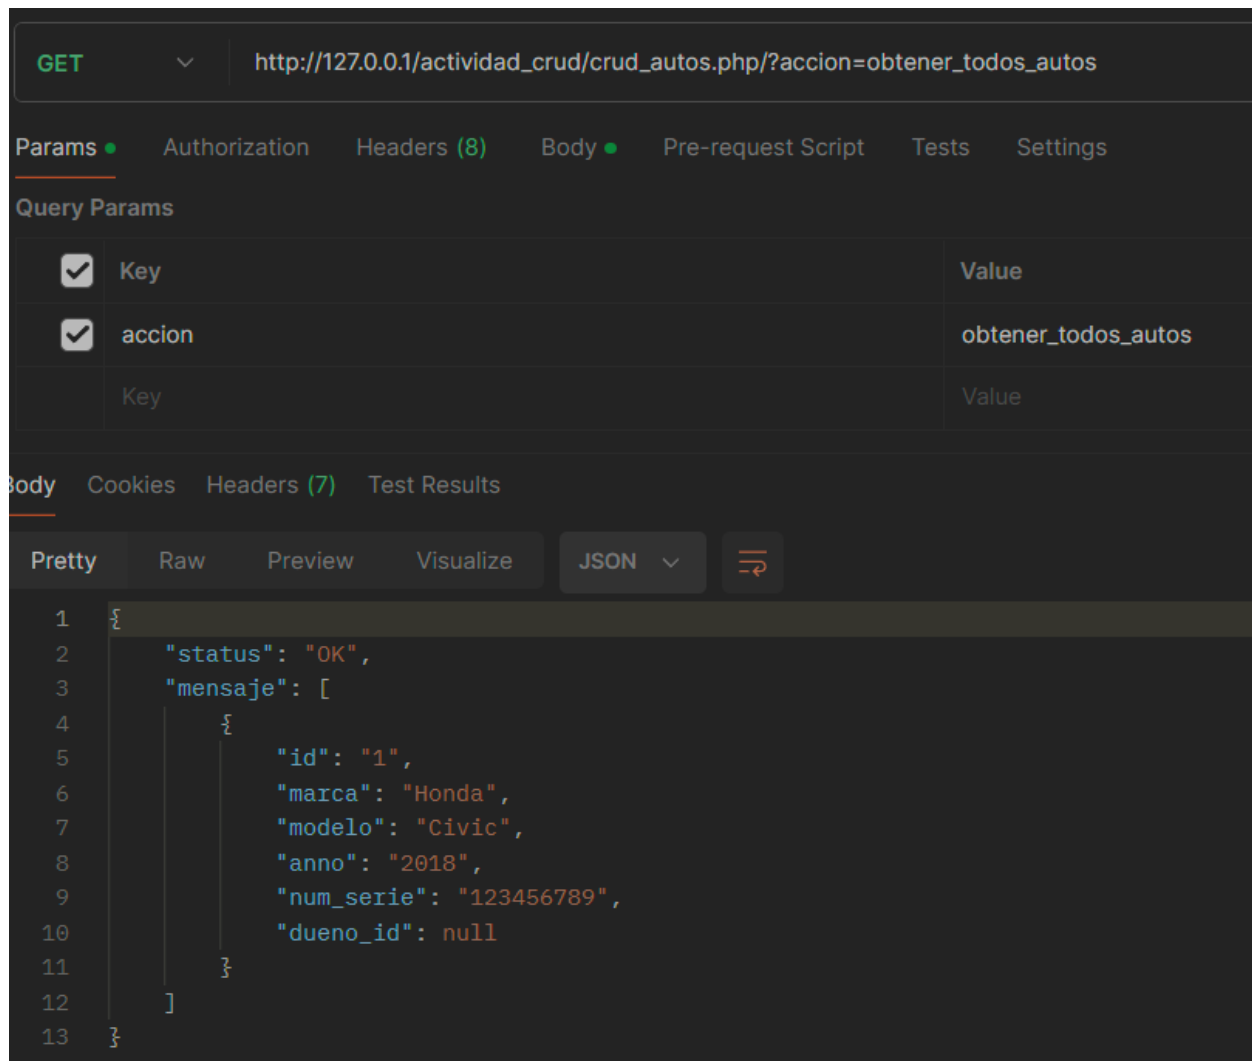 GET http://127.0.0.1/actividad_crud/crud_autos.php/?accion=obtener_todos_autos
Params Authorization Headers (8) Body Pre-request Script Tests Settings
Query Params
Key Value
accion obtener_todos_autos
Key Value
Body Cookies Headers (7) Test Results
Pretty Raw Preview Visualize JSON
1 {
2 "status": "OK",
3 "mensaje": [
4 {
5 "id": "1",
6 "marca": "Honda",
7 "modelo": "Civic",
8 "anno": "2018",
9 "num_serie": "123456789",
10 "dueno_id": null
11 }
12 ]
13 }